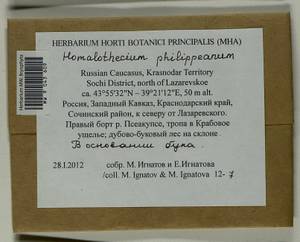 HERBARIUM HORTI BOTANICI PRINCIPALIS (MHA)
Homalothecium philippeanum
Russian Caucasus, Krasnodar Territory
Sochi District, north of Lazarevskoe
ca. 43°55'32"N – 39°21'12"E, 50 m alt.
Россия, Западный Кавказ, Краснодарский край,
Сочинский район, к северу от Лазаревского.
Правый борт р. Псеакупсе, тропа в Крабовое
ущелье; дубово-буковый лес на склоне
В основании бука
28.I.2012 собр. М. Игнатов и Е.Игнатова
/coll. M. Ignatov & M. Ignatova 12-7